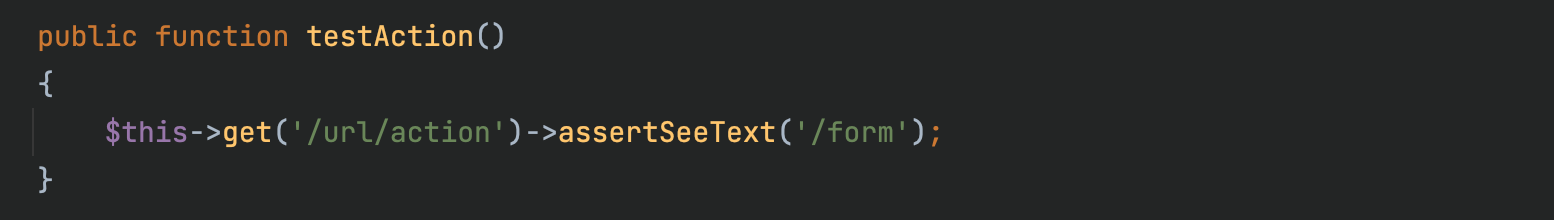 public function testAction()
{
    $this->get('/url/action')->assertSeeText('/form');
}